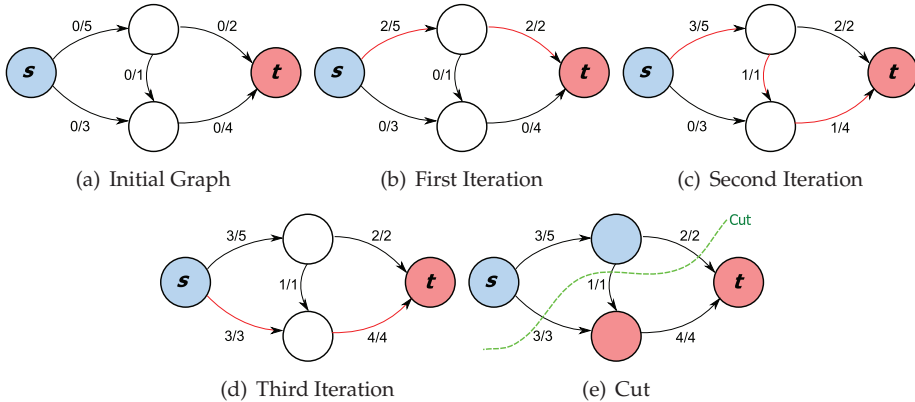 0/5
0/2
s
0/1
t
0/3
0/4
(a) Initial Graph
2/5
2/2
s
0/1
t
0/3
0/4
(b) First Iteration
3/5
2/2
s
1/1
t
0/3
1/4
(c) Second Iteration
3/5
2/2
s
1/1
t
3/3
4/4
(d) Third Iteration
Cut
3/5
2/2
s
1/1
t
3/3
4/4
(e) Cut